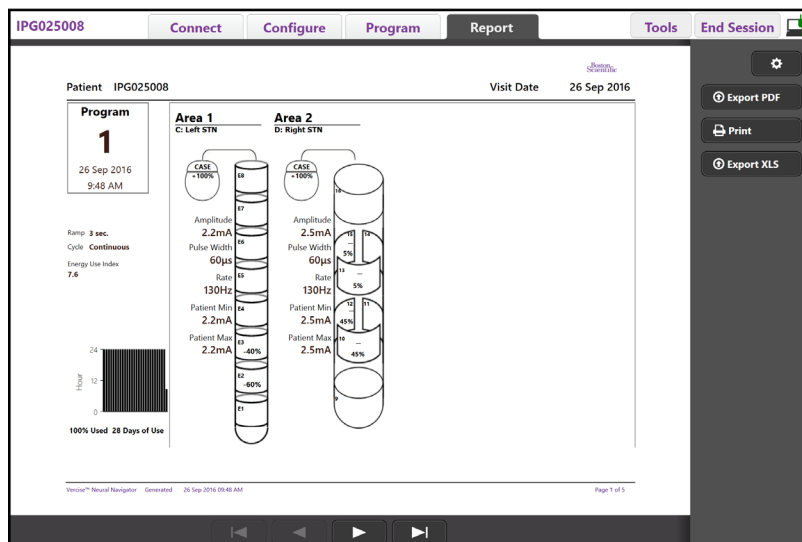 IPG025008
Connect
Configure
Program
Report
Tools
End Session
Boston
Scientific
Patient IPG025008
Visit Date 26 Sep 2016
Export PDF
Print
Export XLS
Program
1
26 Sep 2016
9:48 AM
Ramp 3 sec.
Cycle Continuous
Energy Use Index
7.6
24
12
0
Hour
100% Used 28 Days of Use
Area 1
C: Left STN
CASE
+100%
Amplitude
2.2mA
Pulse Width
60µs
Rate
130Hz
Patient Min
2.2mA
Patient Max
2.2mA
E8
E7
E6
E5
E4
E3
-40%
E2
-60%
E1
Area 2
D: Right STN
CASE
+100%
Amplitude
2.5mA
Pulse Width
60µs
Rate
130Hz
Patient Min
2.5mA
Patient Max
2.5mA
16
15 14
–
5%
13
–
5%
12 11
–
45%
10
–
45%
9
Vercise™ Neural Navigator Generated 26 Sep 2016 09:48 AM
Page 1 of 5